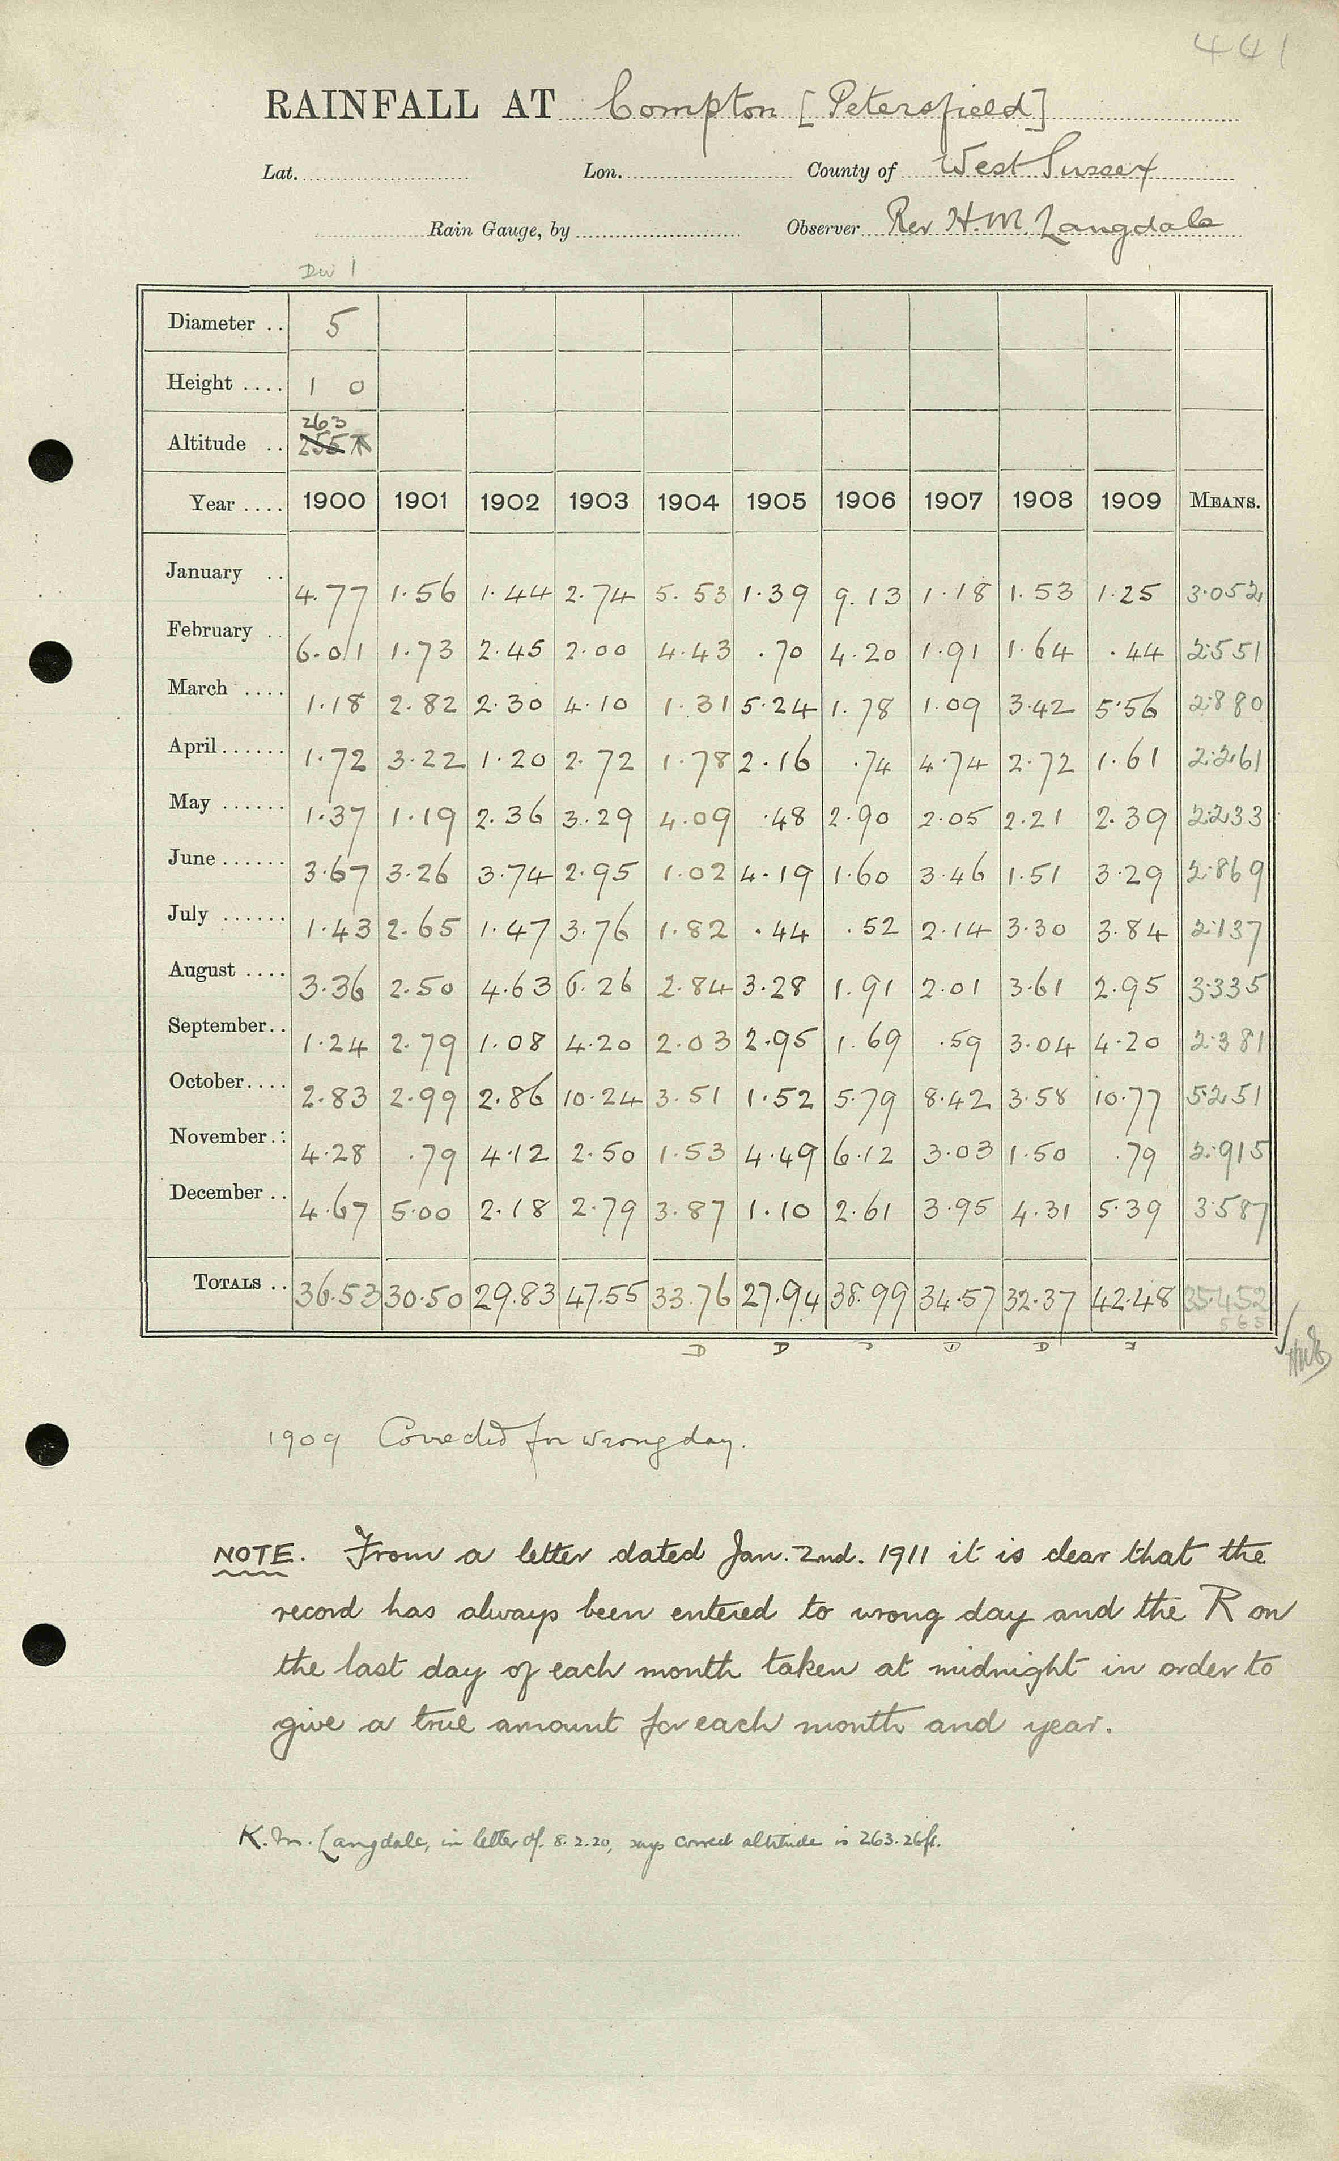 441
RAINFALL AT Compton [Petersfield]
Lat. Lon. County of West Sussex
Rain Gauge, by Observer Rev H. M. Langdale
Div 1
Diameter .. 5
Height .... 1 0
263
Altitude .. 255
Year .... 1900 1901 1902 1903 1904 1905 1906 1907 1908 1909 MEANS.
January .. 4.77 1.56 1.44 2.74 5.53 1.39 9.13 1.18 1.53 1.25 3.052
February .. 6.01 1.73 2.45 2.00 4.43 .70 4.20 1.91 1.64 .44 2.551
March .... 1.18 2.82 2.30 4.10 1.31 5.24 1.78 1.09 3.42 5.56 2.880
April ...... 1.72 3.22 1.20 2.72 1.78 2.16 .74 4.74 2.72 1.61 2.261
May ...... 1.37 1.19 2.36 3.29 4.09 .48 2.90 2.05 2.21 2.39 2.233
June ...... 3.67 3.26 3.74 2.95 1.02 4.19 1.60 3.46 1.51 3.29 2.869
July ...... 1.43 2.65 1.47 3.76 1.82 .44 .52 2.14 3.30 3.84 2.137
August .... 3.36 2.50 4.63 6.26 2.84 3.28 1.91 2.01 3.61 2.95 3.335
September .. 1.24 2.79 1.08 4.20 2.03 2.95 1.69 .59 3.04 4.20 2.381
October .... 2.83 2.99 2.86 10.24 3.51 1.52 5.79 8.42 3.58 10.77 5.251
November .. 4.28 .79 4.12 2.50 1.53 4.49 6.12 3.03 1.50 .79 2.915
December .. 4.67 5.00 2.18 2.79 3.87 1.10 2.61 3.95 4.31 5.39 3.587
TOTALS .. 36.53 30.50 29.83 47.55 33.76 27.94 38.99 34.57 32.37 42.48 35.452
D D D D
1909 Corrected for wrong day.
NOTE. From a letter dated Jan. 2nd. 1911 it is clear that the
record has always been entered to wrong day and the R on
the last day of each month taken at midnight in order to
give a true amount for each month and year.
K. M. Langdale, in letter of 8.2.20, says correct altitude is 263.26ft.